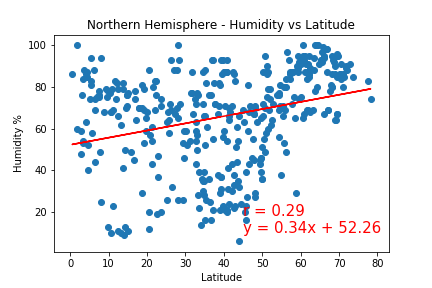 Northern Hemisphere - Humidity vs Latitude
100
80
60
40
20
Humidity %
r = 0.29
y = 0.34x + 52.26
0 10 20 30 40 50 60 70 80
Latitude